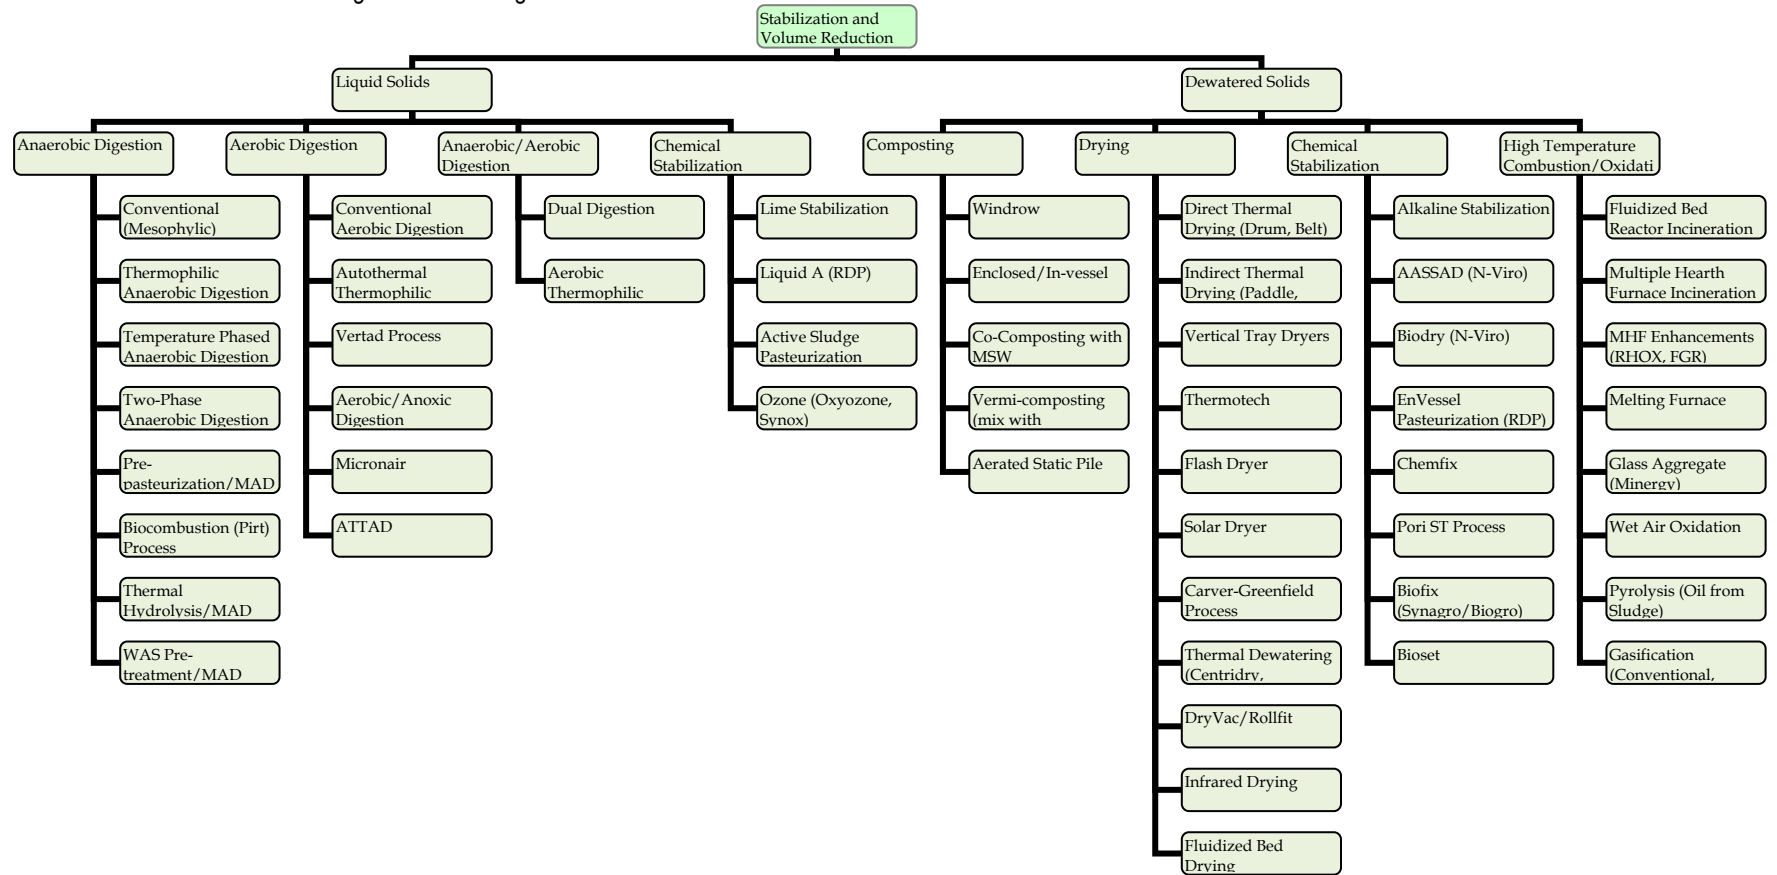 Stabilization and
Volume Reduction
Liquid Solids
Dewatered Solids
Anaerobic Digestion
Aerobic Digestion
Anaerobic/Aerobic
Digestion
Chemical
Stabilization
Composting
Drying
Chemical
Stabilization
High Temperature
Combustion/Oxidati
Conventional
(Mesophylic)
Thermophilic
Anaerobic Digestion
Temperature Phased
Anaerobic Digestion
Two-Phase
Anaerobic Digestion
Pre-
pasteurization/MAD
Biocombustion (Pirt)
Process
Thermal
Hydrolysis/MAD
WAS Pre-
treatment/MAD
Conventional
Aerobic Digestion
Autothermal
Thermophilic
Vertad Process
Aerobic/Anoxic
Digestion
Micronair
ATTAD
Dual Digestion
Aerobic
Thermophilic
Lime Stabilization
Liquid A (RDP)
Active Sludge
Pasteurization
Ozone (Oxyozone,
Synox)
Windrow
Enclosed/In-vessel
Co-Composting with
MSW
Vermi-composting
(mix with
Aerated Static Pile
Direct Thermal
Drying (Drum, Belt)
Indirect Thermal
Drying (Paddle,
Vertical Tray Dryers
Thermotech
Flash Dryer
Solar Dryer
Carver-Greenfield
Process
Thermal Dewatering
(Centridry,
DryVac/Rollfit
Infrared Drying
Fluidized Bed
Drying
Alkaline Stabilization
AASSAD (N-Viro)
Biodry (N-Viro)
EnVessel
Pasteurization (RDP)
Chemfix
Pori ST Process
Biofix
(Synagro/Biogro)
Bioset
Fluidized Bed
Reactor Incineration
Multiple Hearth
Furnace Incineration
MHF Enhancements
(RHOX, FGR)
Melting Furnace
Glass Aggregate
(Minergy)
Wet Air Oxidation
Pyrolysis (Oil from
Sludge)
Gasification
(Conventional,